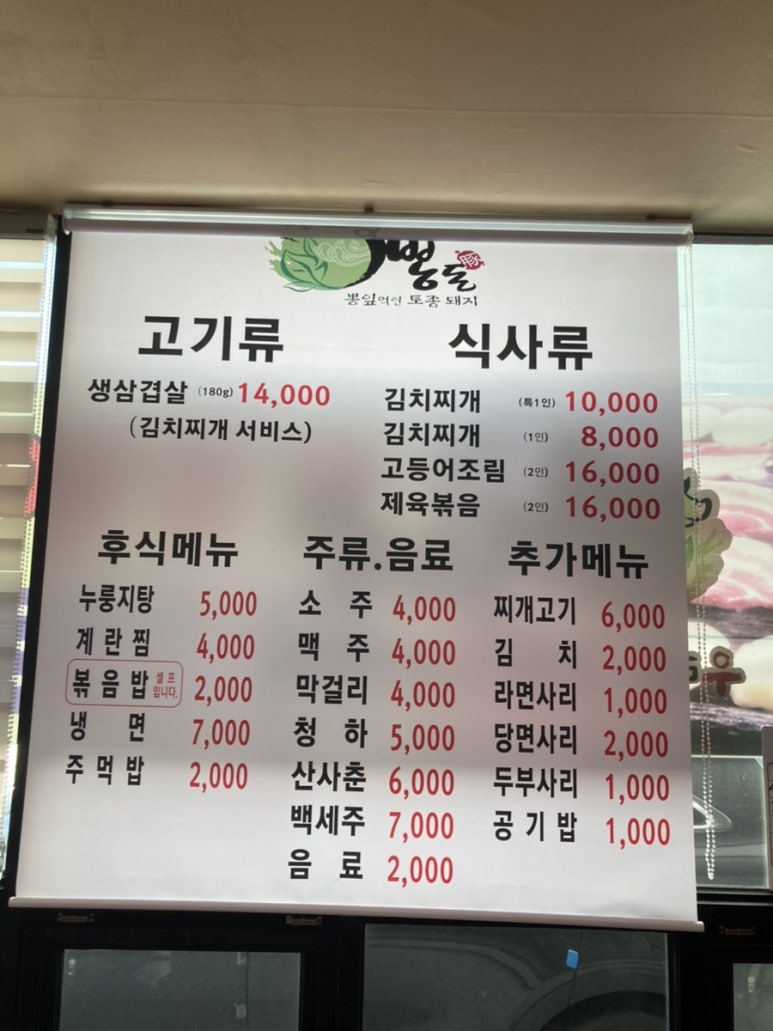 뽕돈
뽕잎먹인 토종 돼지
고기류
생삼겹살 (180g) 14,000
(김치찌개 서비스)
식사류
김치찌개 (특1인) 10,000
김치찌개 (1인) 8,000
고등어조림 (2인) 16,000
제육볶음 (2인) 16,000
후식메뉴
누룽지탕 5,000
계란찜 4,000
볶음밥 셀프입니다. 2,000
냉면 7,000
주먹밥 2,000
주류.음료
소주 4,000
맥주 4,000
막걸리 4,000
청하 5,000
산사춘 6,000
백세주 7,000
음료 2,000
추가메뉴
찌개고기 6,000
김치 2,000
라면사리 1,000
당면사리 2,000
두부사리 1,000
공기밥 1,000
우